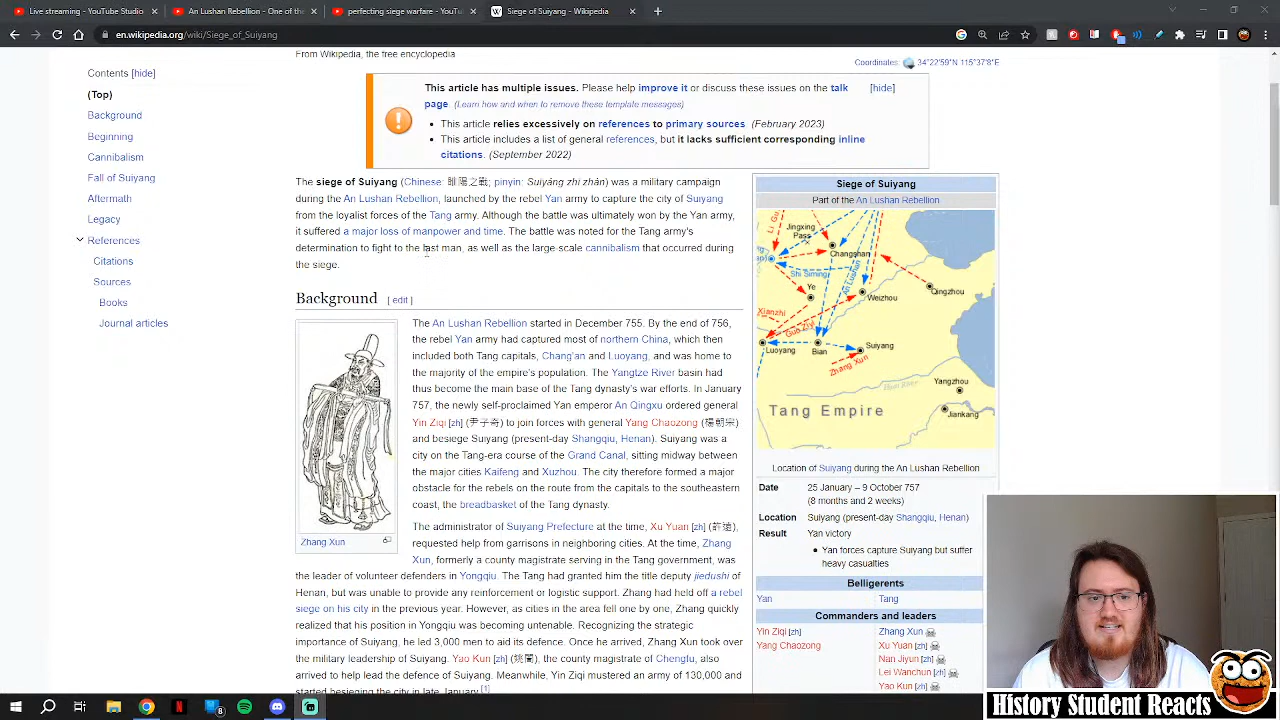 Live streaming - YouTube Studio
An Lushan Rebellion - One of the
perfecting siege warfare - YouTu
Siege of Suiyang - Wikipedia
en.wikipedia.org/wiki/Siege_of_Suiyang
Contents [hide]
(Top)
Background
Beginning
Cannibalism
Fall of Suiyang
Aftermath
Legacy
References
Citations
Sources
Books
Journal articles
From Wikipedia, the free encyclopedia
Coordinates: 34°22′59″N 115°37′8″E
This article has multiple issues. Please help improve it or discuss these issues on the talk
page. (Learn how and when to remove these template messages)
[hide]
• This article relies excessively on references to primary sources. (February 2023)
• This article includes a list of general references, but it lacks sufficient corresponding inline
citations. (September 2022)
The siege of Suiyang (Chinese: 睢陽之戰; pinyin: Suīyáng zhī zhàn) was a military campaign
during the An Lushan Rebellion, launched by the rebel Yan army to capture the city of Suiyang
from the loyalist forces of the Tang army. Although the battle was ultimately won by the Yan army,
it suffered a major loss of manpower and time. The battle was noted for the Tang army's
determination to fight to the last man, as well as the large-scale cannibalism that occurred during
the siege.
Background [ edit ]
Zhang Xun
The An Lushan Rebellion started in December 755. By the end of 756,
the rebel Yan army had captured most of northern China, which then
included both Tang capitals, Chang'an and Luoyang, and was home to
the majority of the empire's population. The Yangtze River basin had
thus become the main base of the Tang dynasty's war efforts. In January
757, the newly self-proclaimed Yan emperor An Qingxu ordered general
Yin Ziqi [zh] (尹子奇) to join forces with general Yang Chaozong (楊朝宗)
and besiege Suiyang (present-day Shangqiu, Henan). Suiyang was a
city on the Tang-era course of the Grand Canal, sitting midway between
the major cities Kaifeng and Xuzhou. The city therefore formed a major
obstacle for the rebels on the route from the capitals to the southeastern
coast, the breadbasket of the Tang dynasty.
The administrator of Suiyang Prefecture at the time, Xu Yuan (許遠),
requested help from garrisons in neighboring cities. At the time, Zhang
Xun, formerly a county magistrate serving in the Tang government, was
the leader of volunteer defenders in Yongqiu. The Tang had granted him the title deputy jiedushi of
Henan, but was unable to provide any reinforcement or logistic support. Zhang had held off a rebel
siege on his city in the previous year. However, as cities in the area fell one by one, Zhang quickly
realized that his position in Yongqiu was becoming untenable. Recognizing the strategic
importance of Suiyang, he led 3,000 men to aid its defence. Once he arrived, Zhang Xun took over
the military leadership of Suiyang. Yao Kun [zh] (姚誾), the county magistrate of Chengfu, also
arrived to help lead the defence of Suiyang. Meanwhile, Yin Ziqi mustered an army of 130,000 and
started besieging the city in late January.[1]
Siege of Suiyang
Part of the An Lushan Rebellion
Li Gu
Jingxing
Pass
Changshan
Shi Siming
An Lushan
Ye
Weizhou
Qingzhou
Xianzhi
Guo Ziyi
Luoyang
Bian
Suiyang
Zhang Xun
Huai River
Yangzhou
Tang Empire
Jiankang
Location of Suiyang during the An Lushan Rebellion
Date 25 January – 9 October 757
(8 months and 2 weeks)
Location Suiyang (present-day Shangqiu, Henan)
Result Yan victory
• Yan forces capture Suiyang but suffer
heavy casualties
Belligerents
Yan Tang
Commanders and leaders
Yin Ziqi [zh] Zhang Xun
Yang Chaozong Xu Yuan [zh]
Nan Jiyun [zh]
Lei Wanchun [zh]
Yao Kun [zh]
History Student Reacts